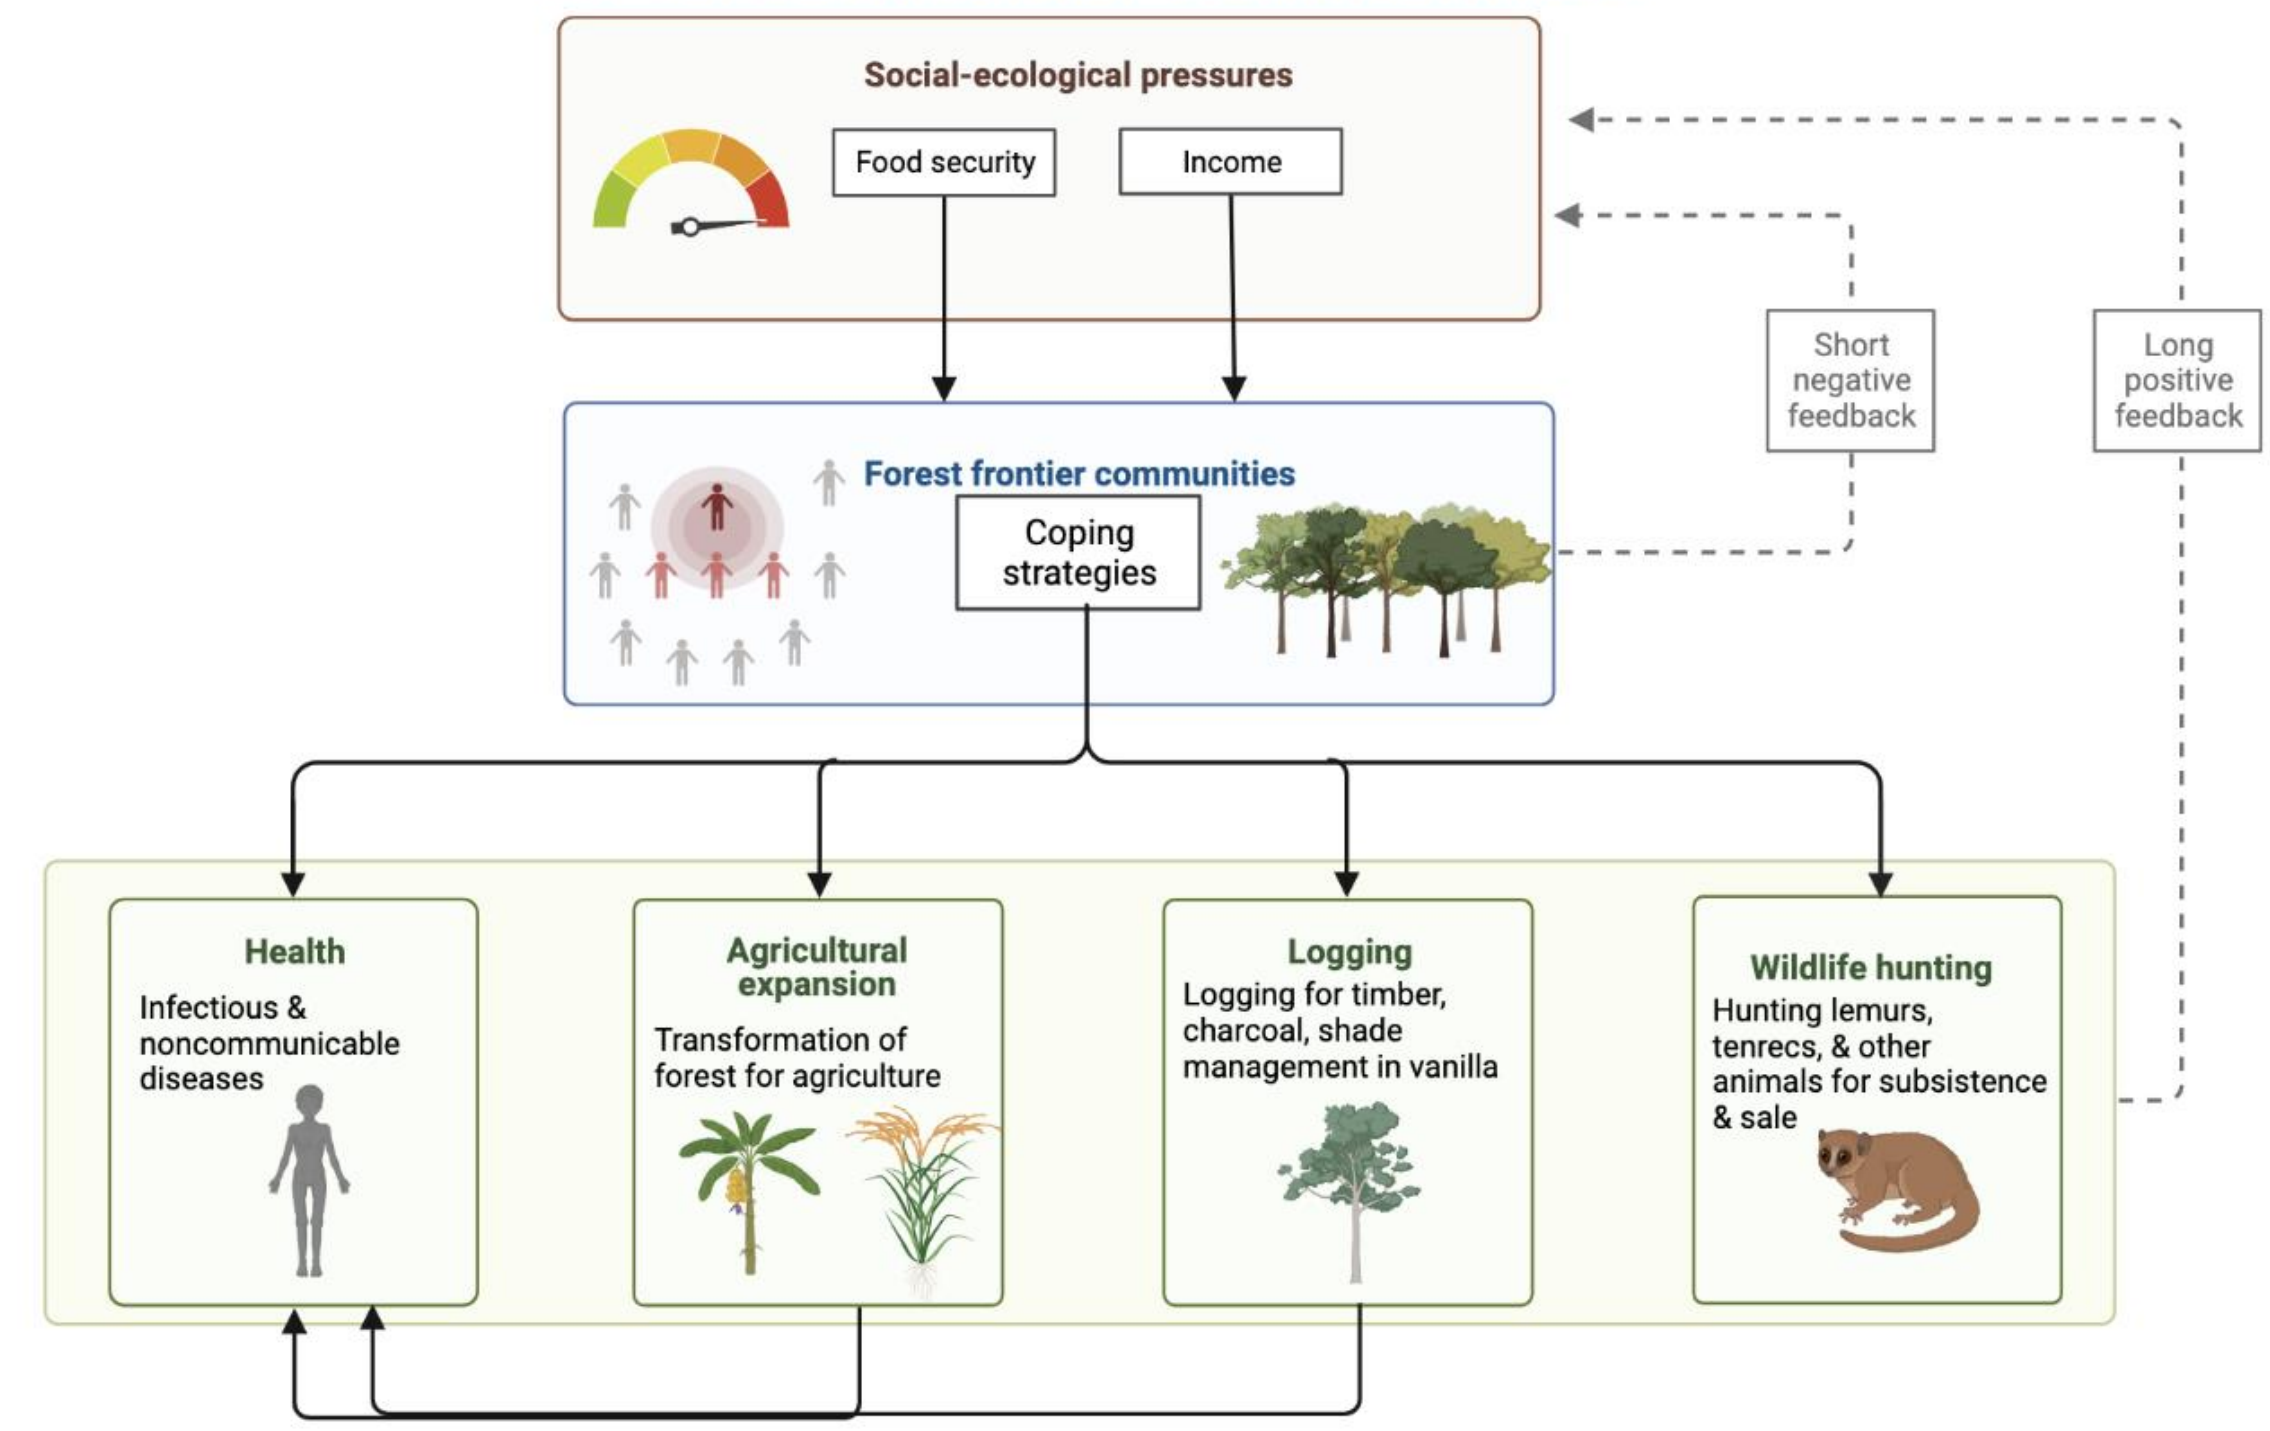 Social-ecological pressures
Food security
Income
Short
negative
feedback
Long
positive
feedback
Forest frontier communities
Coping
strategies
Health
Infectious &
noncommunicable
diseases
Agricultural
expansion
Transformation of
forest for agriculture
Logging
Logging for timber,
charcoal, shade
management in vanilla
Wildlife hunting
Hunting lemurs,
tenrecs, & other
animals for subsistence
& sale